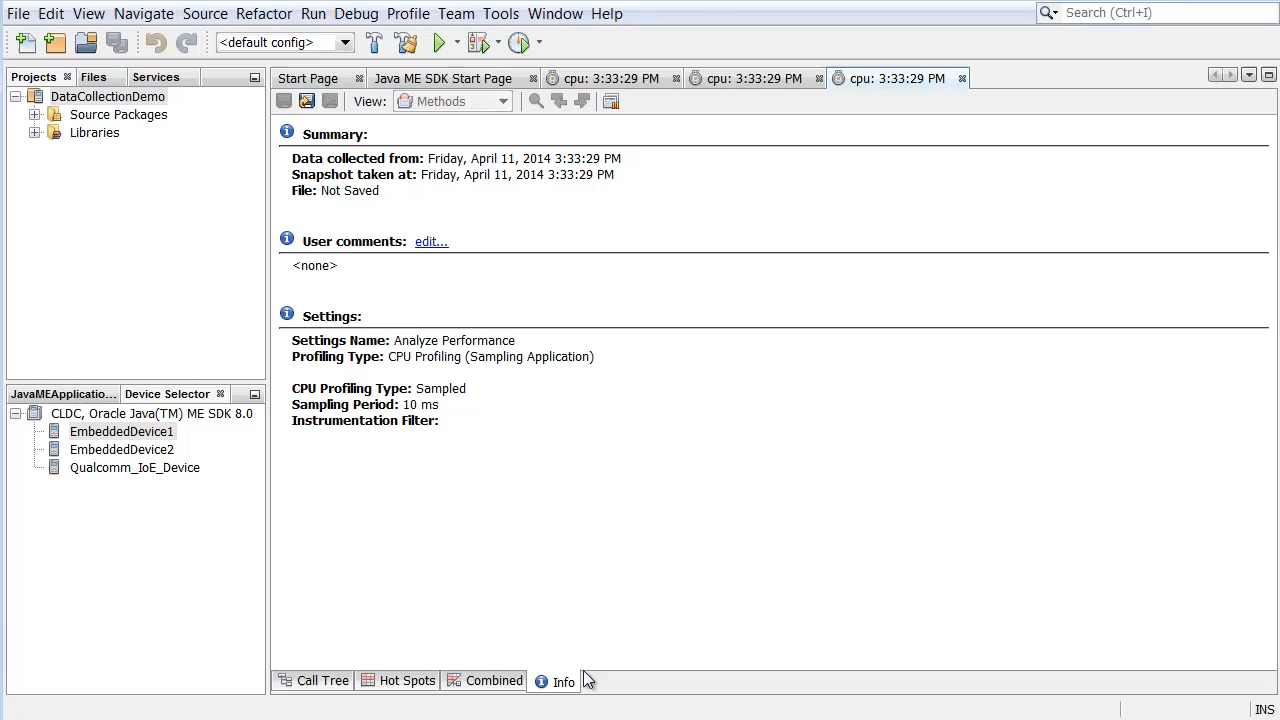 File Edit View Navigate Source Refactor Run Debug Profile Team Tools Window Help
Search (Ctrl+I)
<default config>
Projects Files Services
Start Page Java ME SDK Start Page cpu: 3:33:29 PM cpu: 3:33:29 PM cpu: 3:33:29 PM
DataCollectionDemo
Source Packages
Libraries
View: Methods
Summary:
Data collected from: Friday, April 11, 2014 3:33:29 PM
Snapshot taken at: Friday, April 11, 2014 3:33:29 PM
File: Not Saved
User comments: edit...
<none>
Settings:
Settings Name: Analyze Performance
Profiling Type: CPU Profiling (Sampling Application)
CPU Profiling Type: Sampled
Sampling Period: 10 ms
Instrumentation Filter:
JavaMEApplicatio... Device Selector
CLDC, Oracle Java(TM) ME SDK 8.0
EmbeddedDevice1
EmbeddedDevice2
Qualcomm_IoE_Device
Call Tree Hot Spots Combined Info
INS